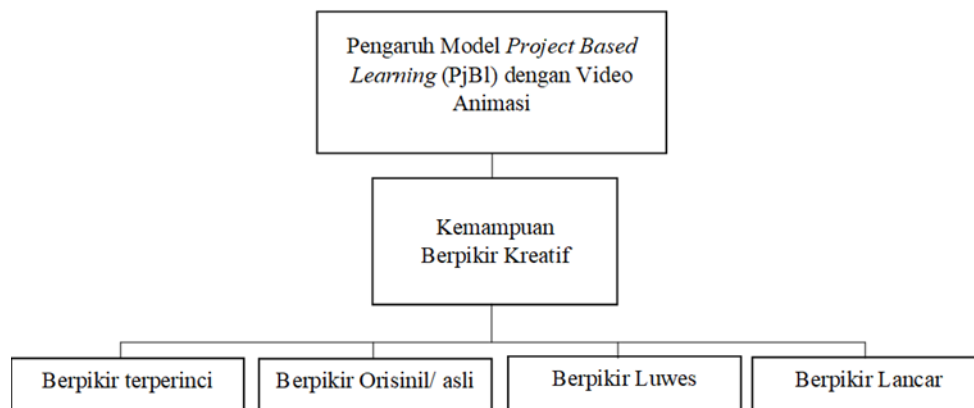 Pengaruh Model Project Based
Learning (PjBl) dengan Video
Animasi
Kemampuan
Berpikir Kreatif
Berpikir terperinci
Berpikir Orisinil/ asli
Berpikir Luwes
Berpikir Lancar